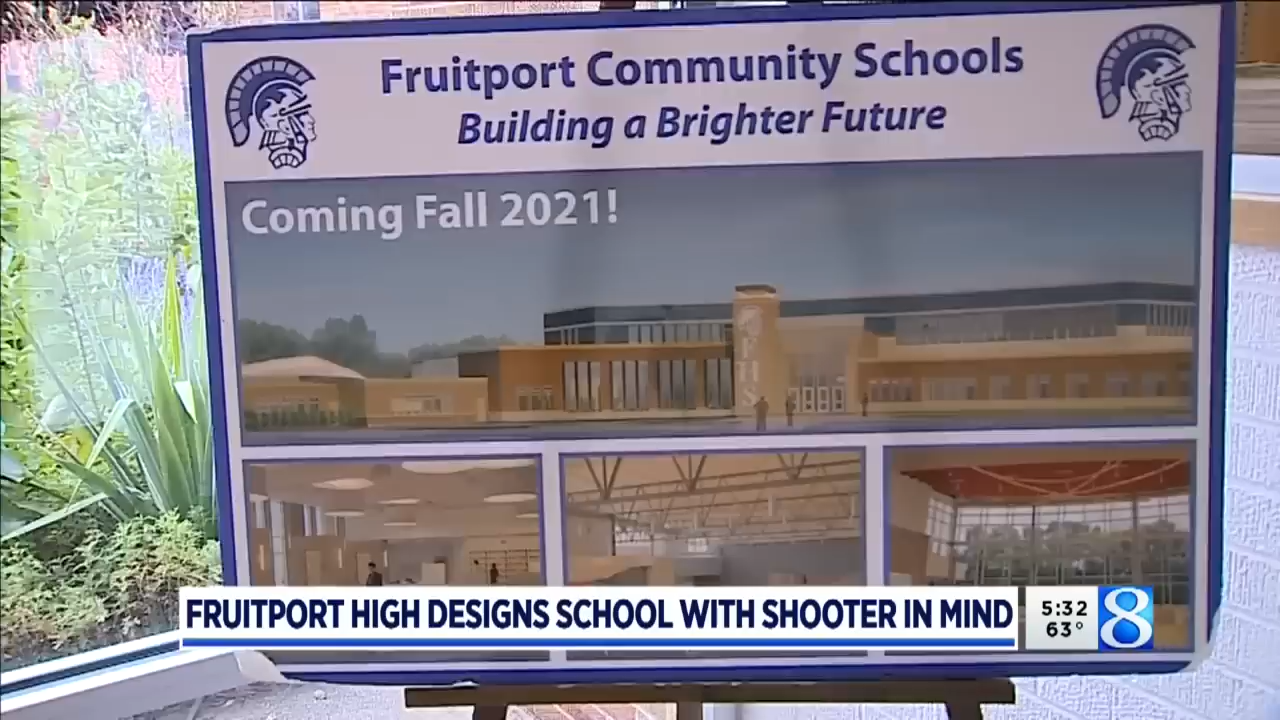 Fruitport Community Schools
Building a Brighter Future
Coming Fall 2021!
FHS
FRUITPORT HIGH DESIGNS SCHOOL WITH SHOOTER IN MIND
5:32
63°
8